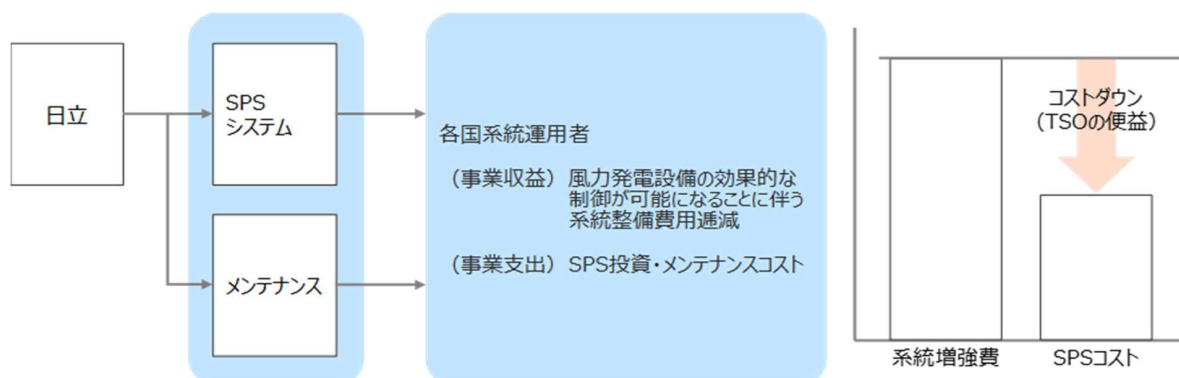 日立
SPS
システム
メンテナンス
各国系統運用者
（事業収益） 風力発電設備の効果的な
制御が可能になることに伴う
系統整備費用逓減
（事業支出） SPS投資・メンテナンスコスト
コストダウン
（TSOの便益）
系統増強費
SPSコスト